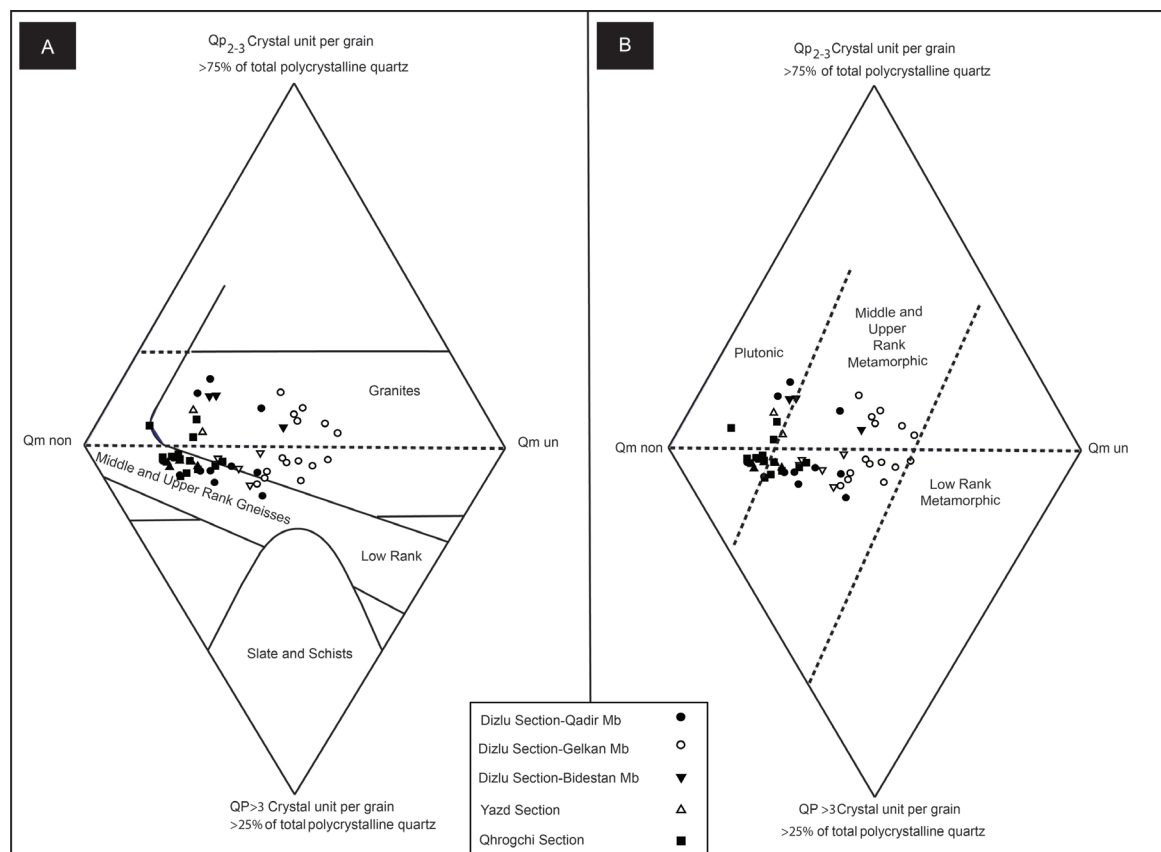 A
Qp2-3 Crystal unit per grain
>75% of total polycrystalline quartz
Qm non
Qm un
Granites
Middle and Upper Rank Gneisses
Low Rank
Slate and Schists
QP>3 Crystal unit per grain
>25% of total polycrystalline quartz
B
Qp2-3 Crystal unit per grain
>75% of total polycrystalline quartz
Qm non
Qm un
Plutonic
Middle and
Upper
Rank
Metamorphic
Low Rank
Metamorphic
QP >3Crystal unit per grain
>25% of total polycrystalline quartz
Dizlu Section-Qadir Mb
Dizlu Section-Gelkan Mb
Dizlu Section-Bidestan Mb
Yazd Section
Qhrogchi Section